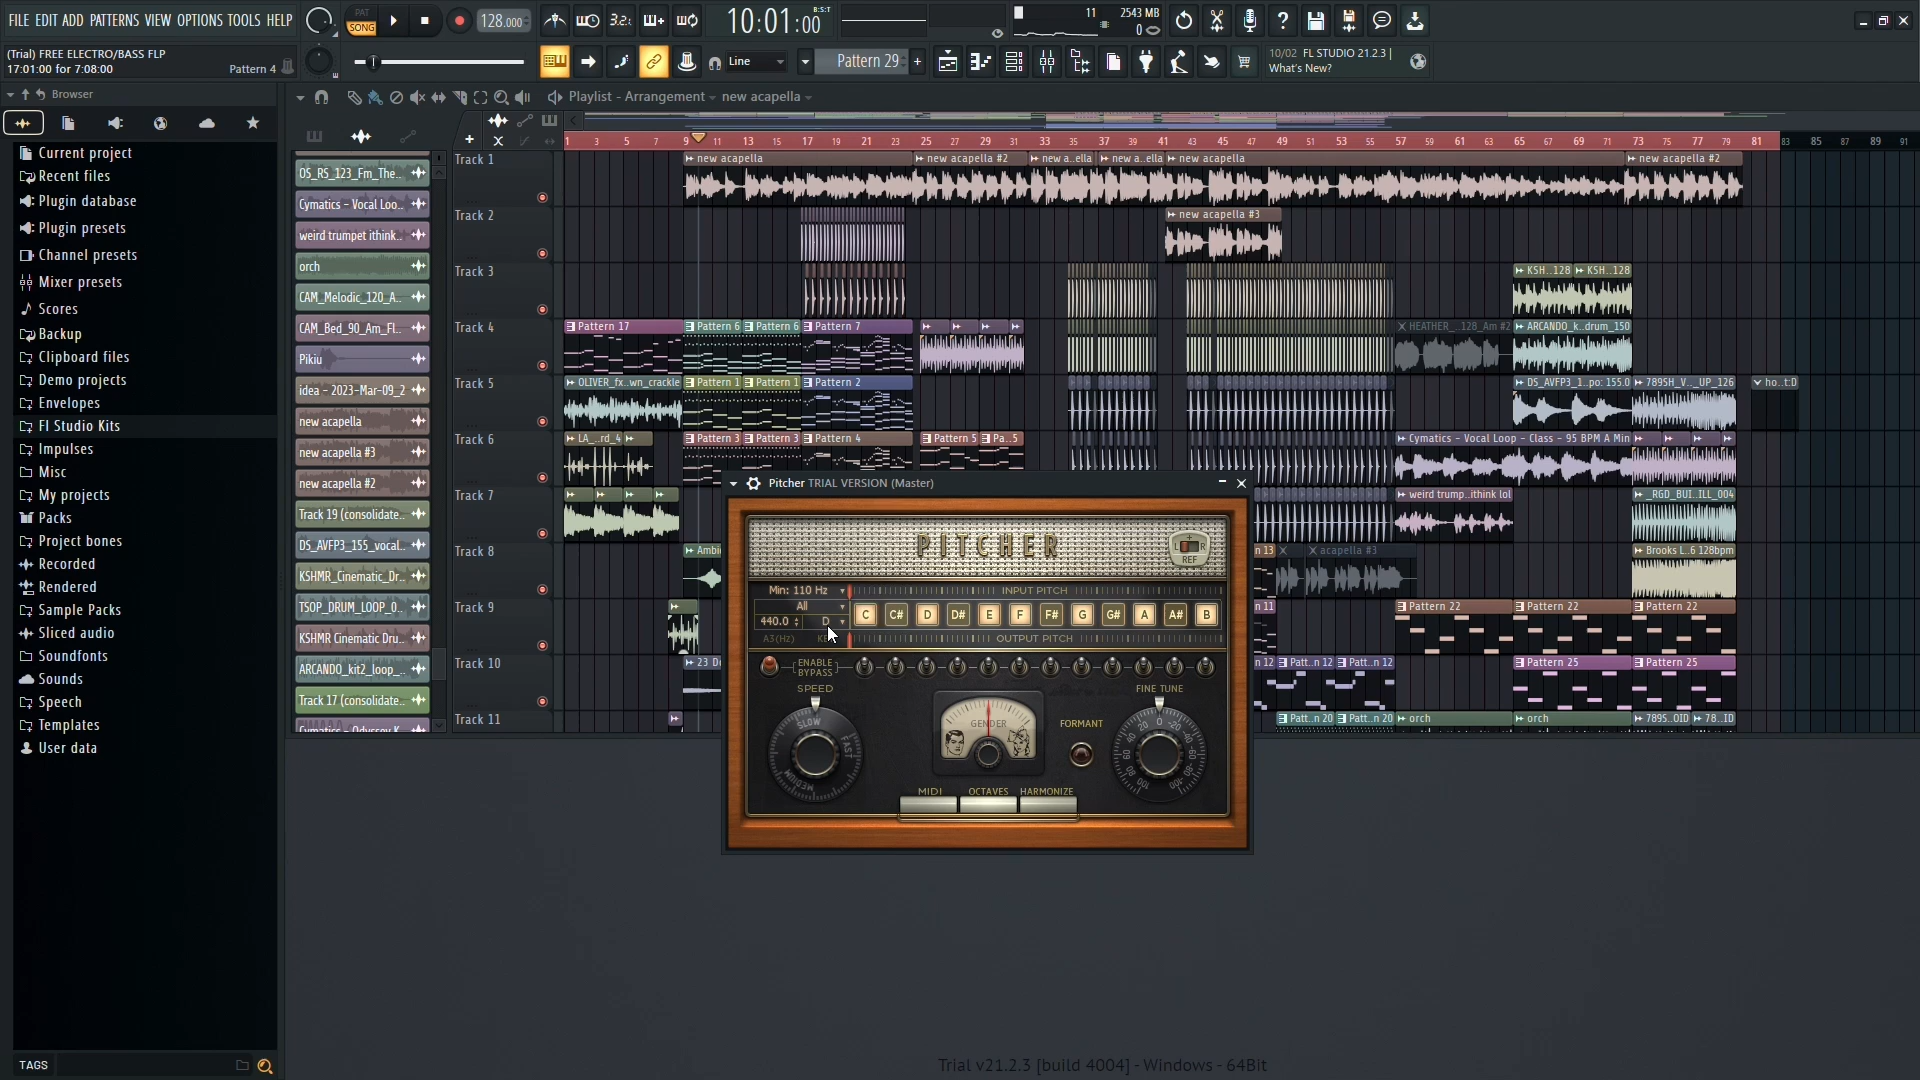 FILE EDIT ADD PATTERNS VIEW OPTIONS TOOLS HELP
PAT
SONG
128.000
3.2.
10:01:00
B:S:T
11
2543 MB
0
(Trial) FREE ELECTRO/BASS FLP
17:01:00 for 7:08:00
Pattern 4
Line
Pattern 29
+
10/02 FL STUDIO 21.2.3 |
What's New?
Browser
Playlist - Arrangement
new acapella
Current project
Recent files
Plugin database
Plugin presets
Channel presets
Mixer presets
Scores
Backup
Clipboard files
Demo projects
Envelopes
Fl Studio Kits
Impulses
Misc
My projects
Packs
Project bones
Recorded
Rendered
Sample Packs
Sliced audio
Soundfonts
Sounds
Speech
Templates
User data
TAGS
OS_RS_123_Fm_The..
Cymatics - Vocal Loo..
weird trumpet ithink..
orch
CAM_Melodic_120_A..
CAM_Bed_90_Am_Fl..
Pikiu
idea - 2023-Mar-09_2
new acapella
new acapella #3
new acapella #2
Track 19 (consolidate..
DS_AVFP3_155_vocal..
KSHMR_Cinematic_Dr..
TSOP_DRUM_LOOP_0..
KSHMR Cinematic Dru..
ARCANDO_kit2_loop_..
Track 17 (consolidate..
1 3 5 7 9 11 13 15 17 19 21 23 25 27 29 31 33 35 37 39 41 43 45 47 49 51 53 55 57 59 61 63 65 67 69 71 73 75 77 79 81 83 85 87 89 91
Track 1
new acapella
new acapella #2
new a..ella
new a..ella
new acapella
new acapella #2
Track 2
new acapella #3
Track 3
KSH..128
KSH..128
Track 4
Pattern 17
Pattern 6
Pattern 6
Pattern 7
HEATHER_..128_Am #2
ARCANDO_k..drum_150
Track 5
OLIVER_fx..wn_crackle
Pattern 1
Pattern 1
Pattern 2
DS_AVFP3_1..po: 155.0
789SH_V.._UP_126
ho..t:D
Track 6
LA_..rd_4
Pattern 3
Pattern 3
Pattern 4
Pattern 5
Pa..5
Cymatics - Vocal Loop - Class - 95 BPM A Min
Track 7
weird trump..ithink lol
_RGD_BUI..ILL_004
Track 8
Ambi
n 13
acapella #3
Brooks L..6 128bpm
Track 9
n 11
Pattern 22
Pattern 22
Pattern 22
Track 10
n 12
Patt..n 12
Patt..n 12
Pattern 25
Pattern 25
Track 11
Patt..n 20
Patt..n 20
orch
orch
789S..OID
78..ID
Pitcher TRIAL VERSION (Master)
PITCHER
L R
REF
Min: 110 Hz
INPUT PITCH
All
440.0
D
C C# D D# E F F# G G# A A# B
A3(Hz)
OUTPUT PITCH
ENABLE
BYPASS
SPEED
SLOW
FAST
MEDIUM
GENDER
FORMANT
FINE TUNE
0 -20 -40 -60 -80 -100 100 80 60 40 20
MIDI
OCTAVES
HARMONIZE
Trial v21.2.3 [build 4004] - Windows - 64Bit